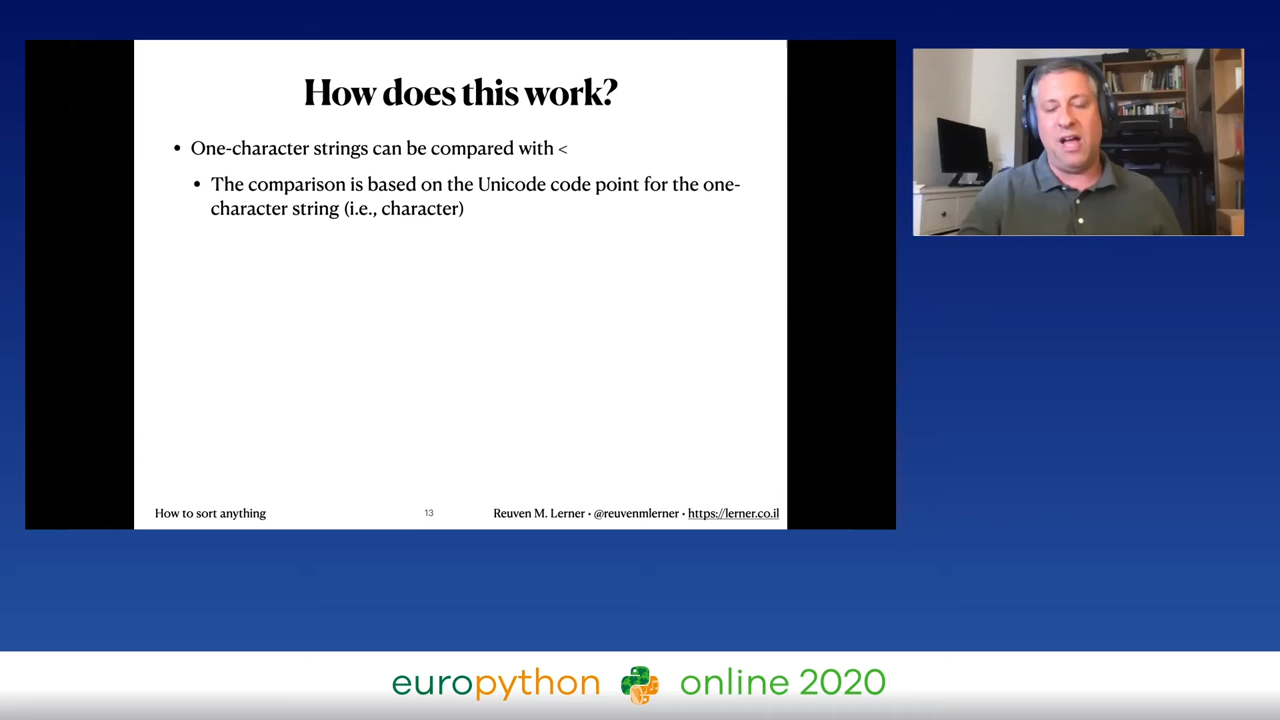 How does this work?
• One-character strings can be compared with <
• The comparison is based on the Unicode code point for the one-
character string (i.e., character)
How to sort anything
13
Reuven M. Lerner • @reuvenmlerner • https://lerner.co.il
europython online 2020